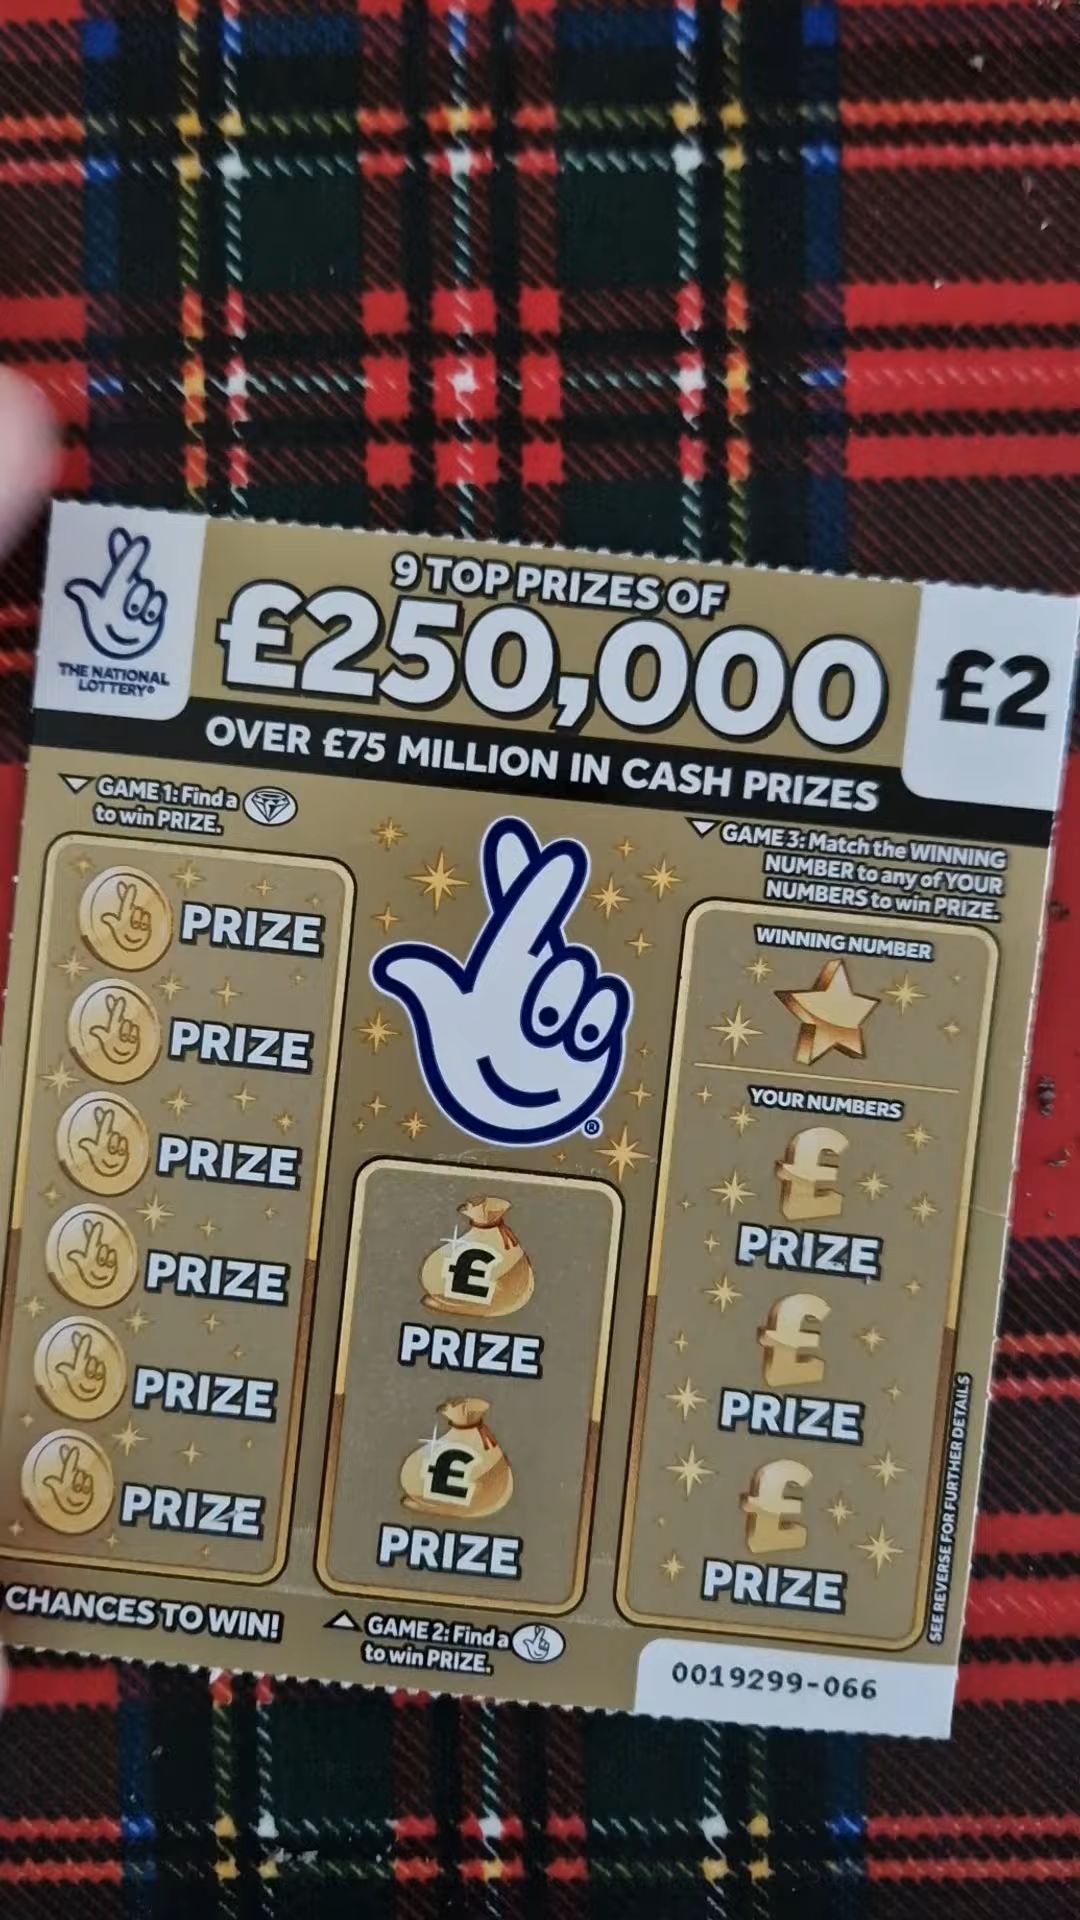 9 TOP PRIZES OF
£250,000
£2
THE NATIONAL
LOTTERY®
OVER £75 MILLION IN CASH PRIZES
GAME 1: Find a
to win PRIZE.
PRIZE
PRIZE
PRIZE
PRIZE
PRIZE
PRIZE
CHANCES TO WIN!
®
£
PRIZE
£
PRIZE
GAME 2: Find a
to win PRIZE.
GAME 3: Match the WINNING
NUMBER to any of YOUR
NUMBERS to win PRIZE.
WINNING NUMBER
YOUR NUMBERS
£
PRIZE
£
PRIZE
£
PRIZE
SEE REVERSE FOR FURTHER DETAILS
0019299-066